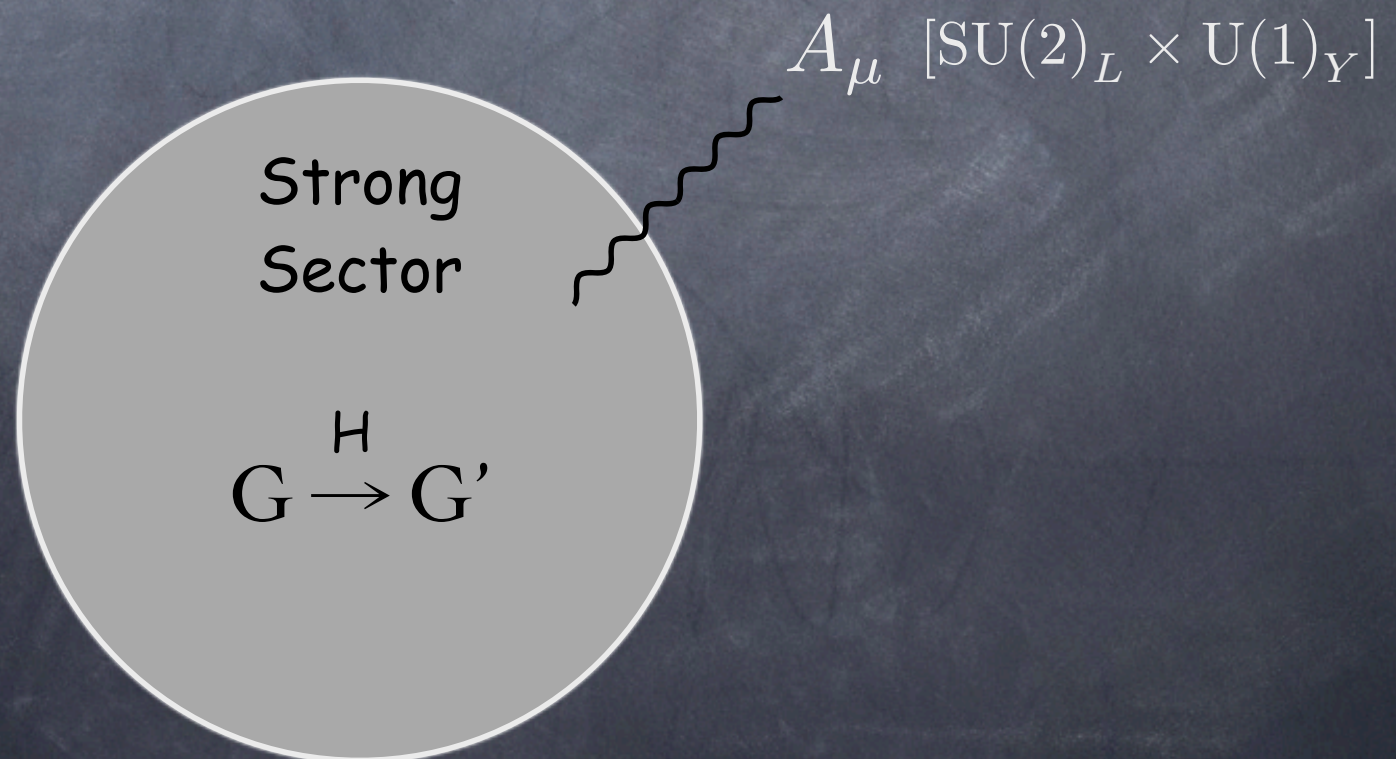 A_μ [SU(2)_L × U(1)_Y]
Strong
Sector
H
G → G’